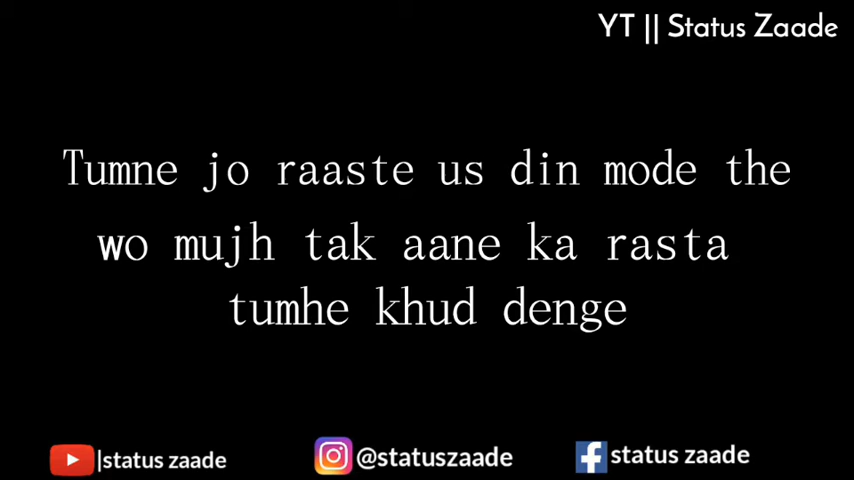 YT || Status Zaade
Tumne jo raaste us din mode the
wo mujh tak aane ka rasta
tumhe khud denge
|status zaade
@statuszaade
status zaade